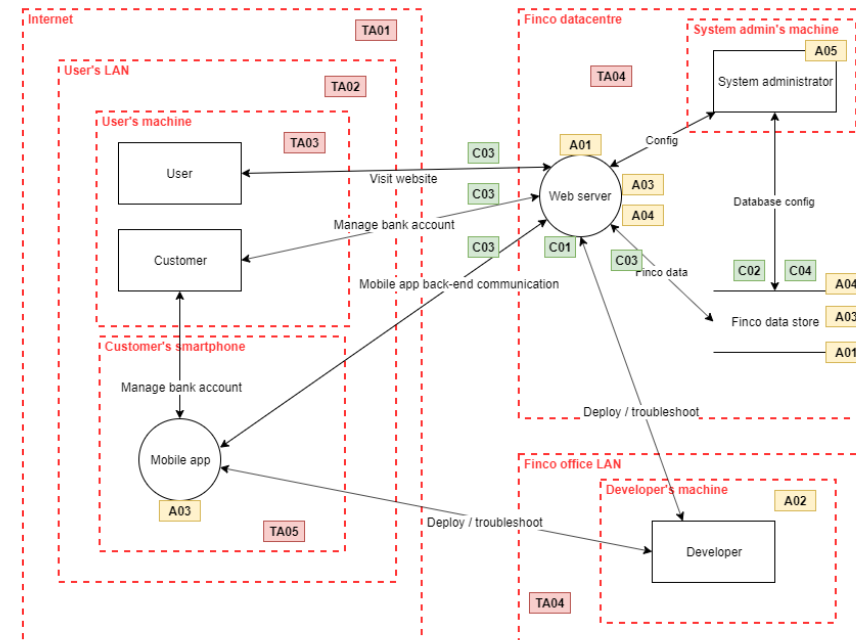 Internet
TA01
User's LAN
TA02
User's machine
TA03
User
Customer
Customer's smartphone
Manage bank account
Mobile app
A03
TA05
C03
Visit website
C03
Manage bank account
C03
Mobile app back-end communication
Deploy / troubleshoot
Finco datacentre
TA04
System admin's machine
A05
System administrator
Config
A01
Web server
A03
A04
C01
C03
Finco data
Database config
C02
C04
A04
Finco data store
A03
A01
Deploy / troubleshoot
Finco office LAN
Developer's machine
A02
Developer
TA04